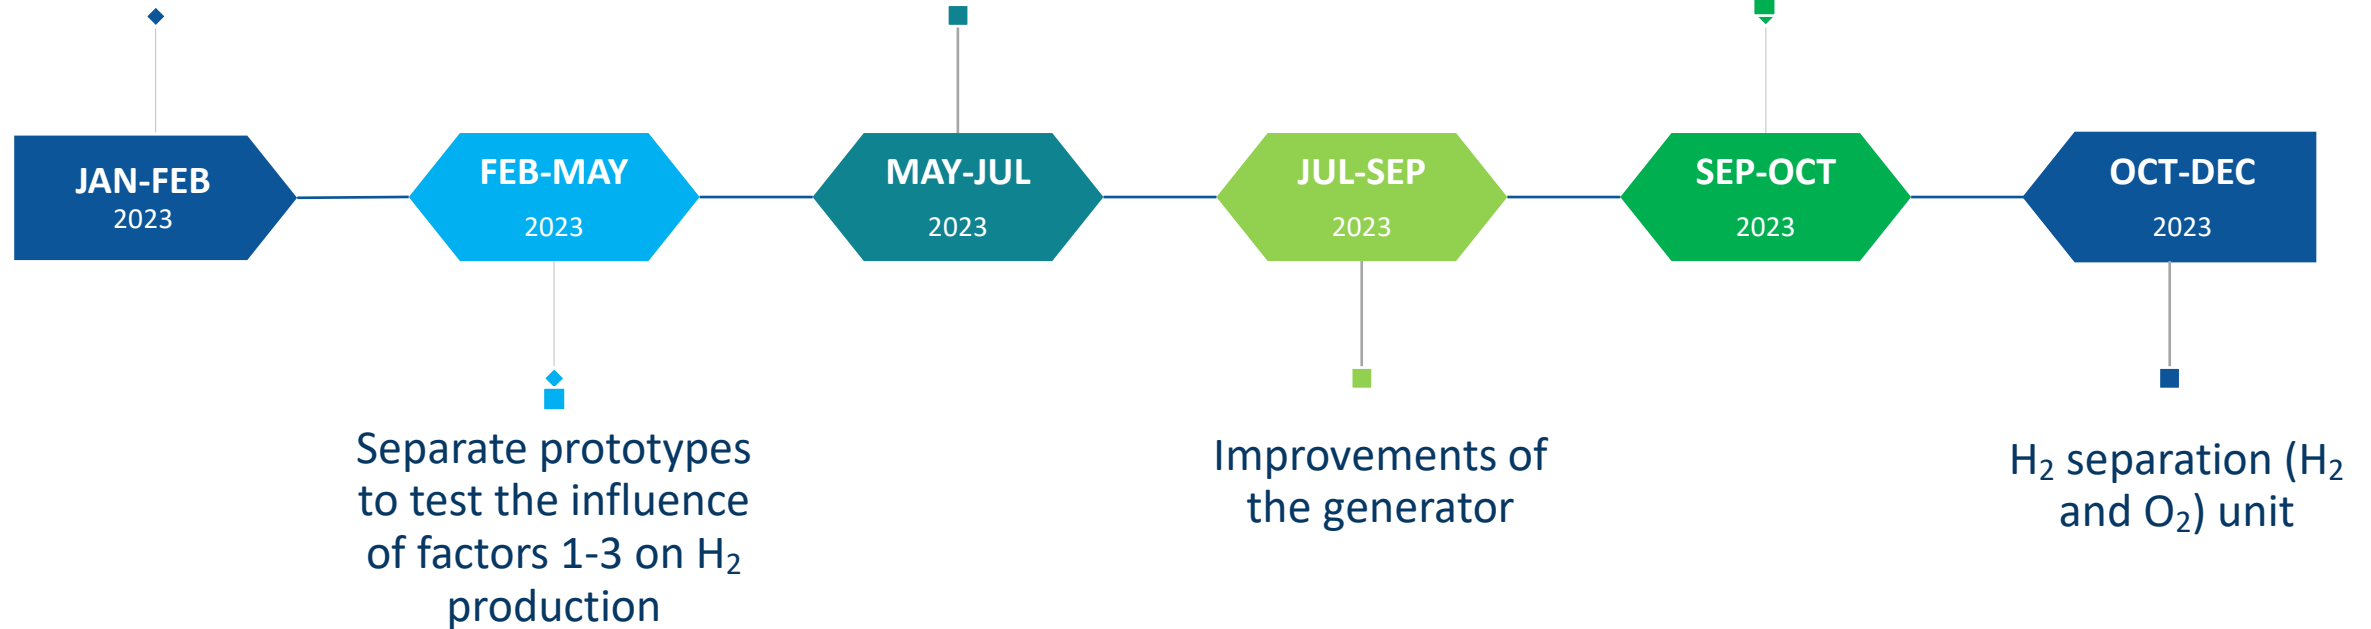 JAN-FEB
2023
FEB-MAY
2023
MAY-JUL
2023
JUL-SEP
2023
SEP-OCT
2023
OCT-DEC
2023
Separate prototypes
to test the influence
of factors 1-3 on H₂
production
Improvements of
the generator
H₂ separation (H₂
and O₂) unit